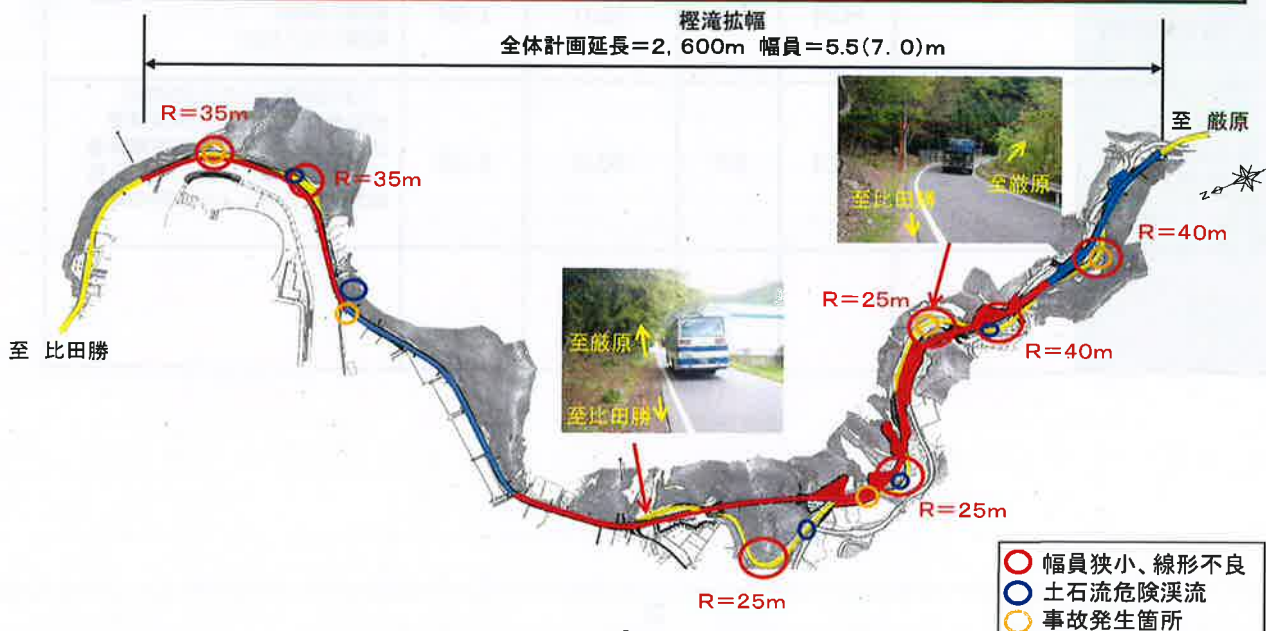 樫滝拡幅
全体計画延長=2,600m 幅員=5.5(7.0)m
R=35m
R=35m
至 厳原
至厳原
至比田勝
R=40m
R=25m
R=40m
至 比田勝
至厳原
至比田勝
R=25m
R=25m
幅員狭小、線形不良
土石流危険渓流
事故発生箇所